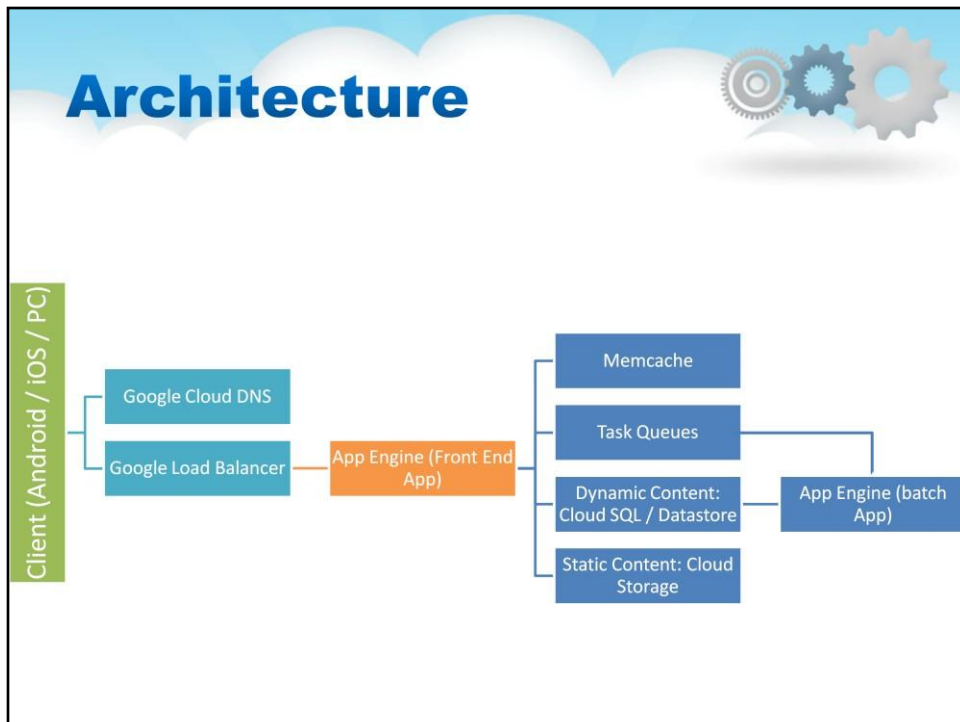 Architecture
Client (Android / iOS / PC)
Google Cloud DNS
Google Load Balancer
App Engine (Front End
App)
Memcache
Task Queues
Dynamic Content:
Cloud SQL / Datastore
Static Content: Cloud
Storage
App Engine (batch
App)